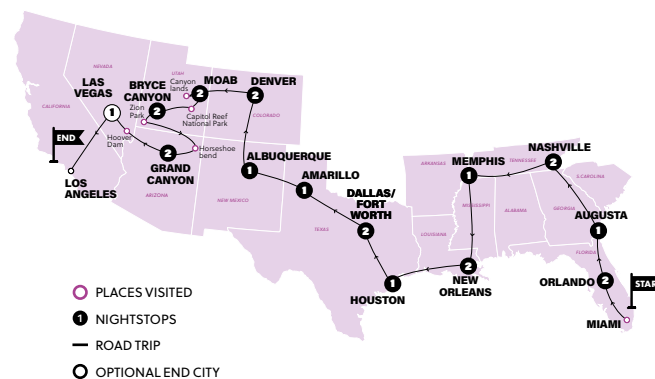 NEVADA
UTAH
CALIFORNIA
COLORADO
ARIZONA
NEW MEXICO
TEXAS
ARKANSAS
TENNESSEE
S.CAROLINA
MISSISSIPPI
ALABAMA
GEORGIA
LOUISIANA
FLORIDA
LAS
VEGAS
1
BRYCE
CANYON
2
Zion
Park
Canyon
lands
MOAB
2
DENVER
2
Capitol Reef
National Park
Hoover
Dam
Horseshoe
bend
GRAND
CANYON
2
END
LOS
ANGELES
ALBUQUERQUE
1
AMARILLO
1
DALLAS/
FORT
WORTH
2
HOUSTON
1
NEW
ORLEANS
2
MEMPHIS
1
NASHVILLE
2
AUGUSTA
1
ORLANDO
2
MIAMI
STAR
PLACES VISITED
1 NIGHTSTOPS
ROAD TRIP
OPTIONAL END CITY